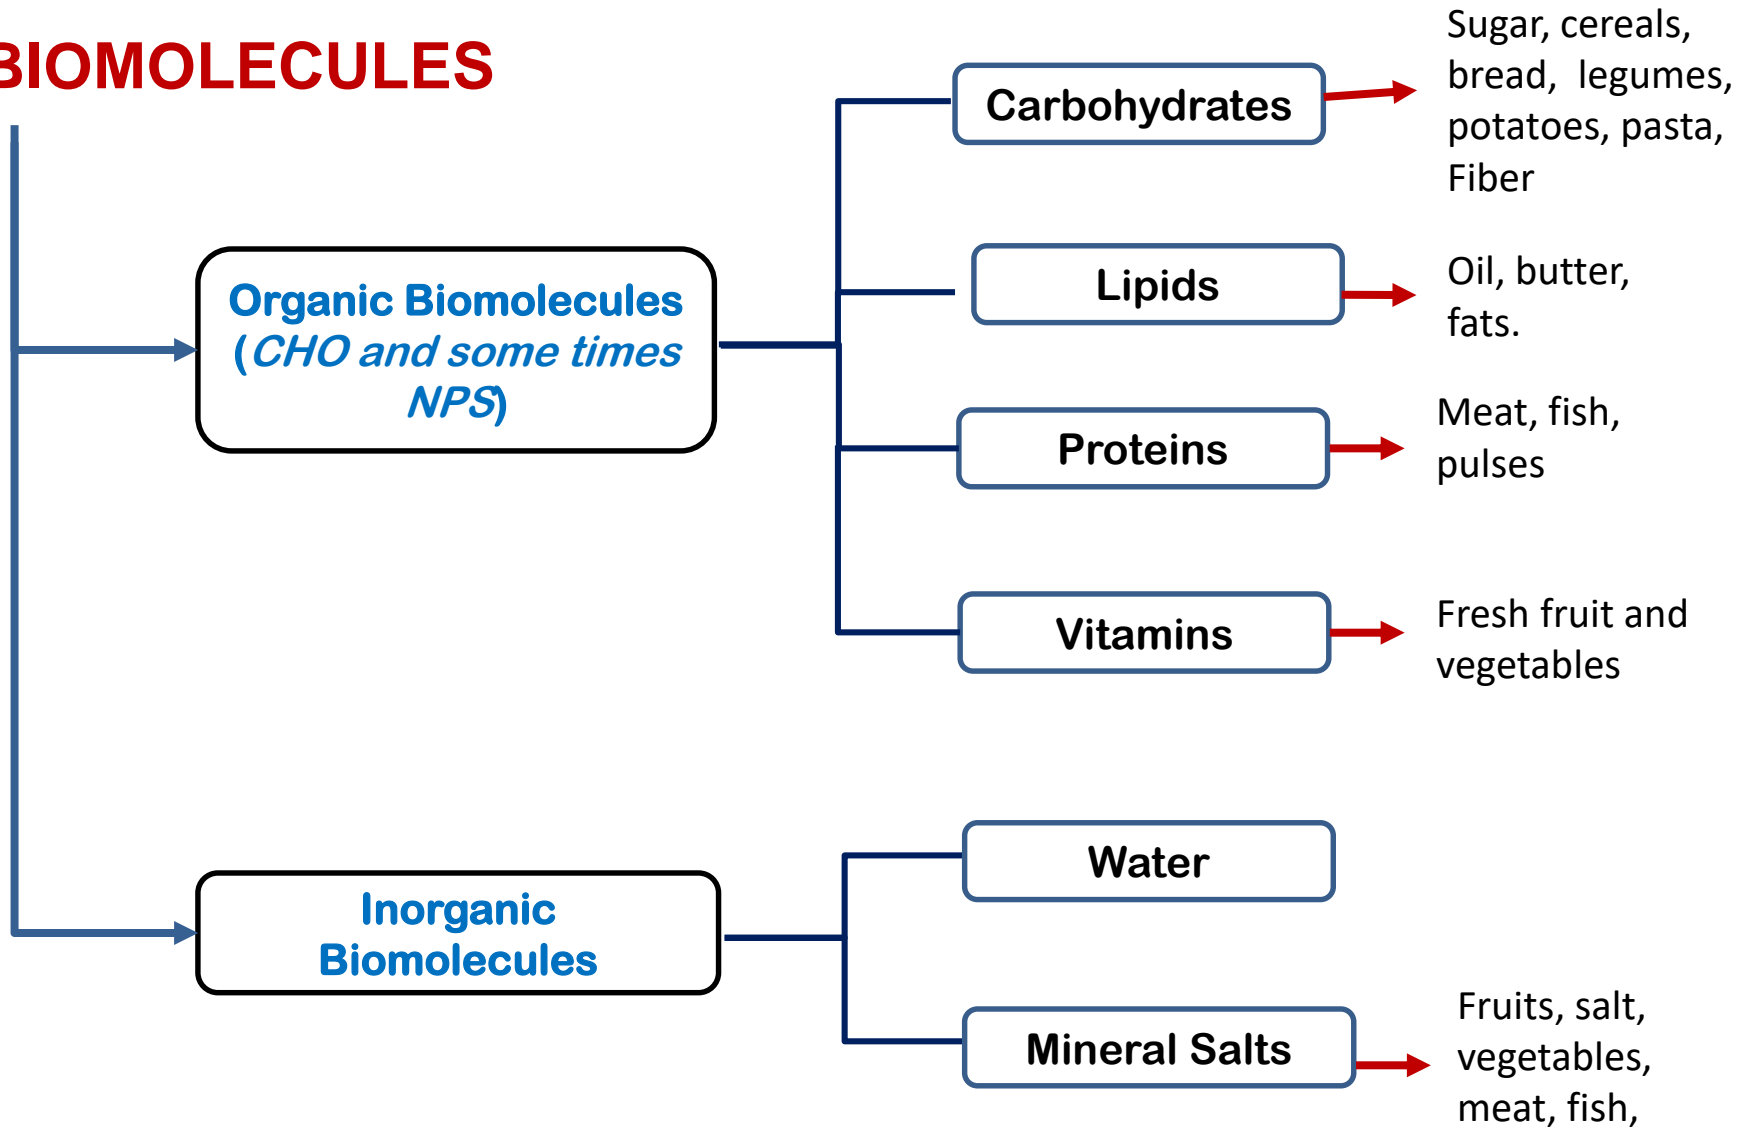 BIOMOLECULES
Organic Biomolecules
(CHO and some times
NPS)
Carbohydrates
Sugar, cereals,
bread,  legumes,
potatoes, pasta,
Fiber
Lipids
Oil, butter,
fats.
Proteins
Meat, fish,
pulses
Vitamins
Fresh fruit and
vegetables
Inorganic
Biomolecules
Water
Mineral Salts
Fruits, salt,
vegetables,
meat, fish,